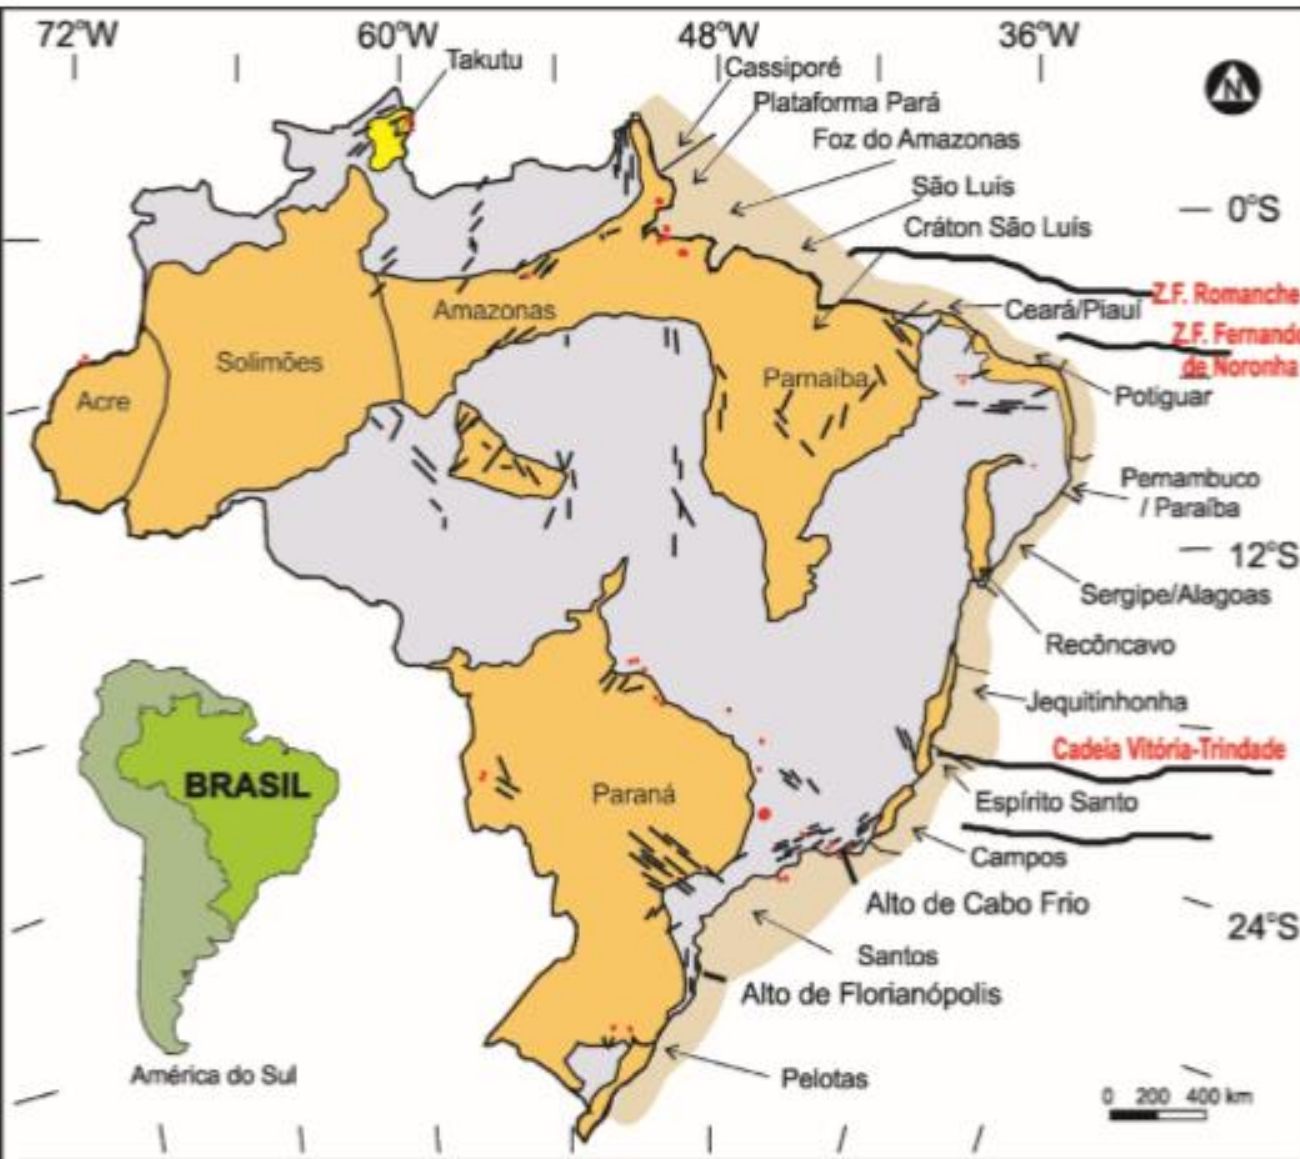 72°W 60°W 48°W 36°W
Takutu
Cassiporé
N
Plataforma Pará
Foz do Amazonas
São Luís
0°S
Cráton São Luís
Z.F. Romanche
Ceará/Piauí
Amazonas
Z.F. Fernando
de Noronha
Solimões
Parnaíba
Acre
Potiguar
Pernambuco
/ Paraíba
12°S
Sergipe/Alagoas
Recôncavo
Jequitinhonha
Cadeia Vitória-Trindade
BRASIL
Paraná
Espírito Santo
Campos
Alto de Cabo Frio
24°S
Santos
Alto de Florianópolis
América do Sul
Pelotas
0 200 400 km